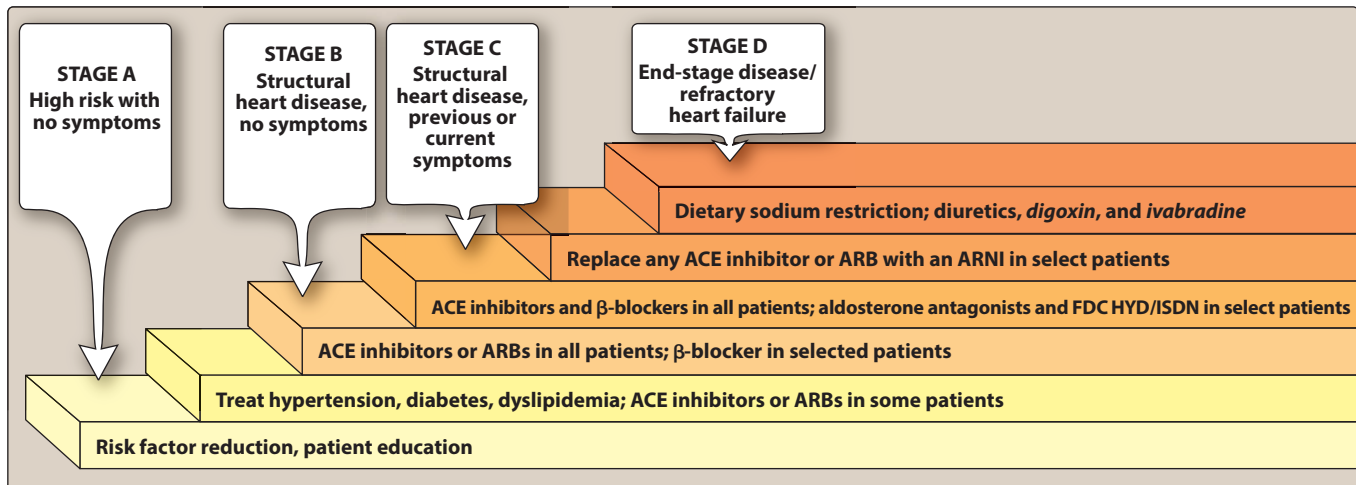 STAGE A
High risk with
no symptoms
STAGE B
Structural
heart disease,
no symptoms
STAGE C
Structural
heart disease,
previous or
current
symptoms
STAGE D
End-stage disease/
refractory
heart failure
Dietary sodium restriction; diuretics, digoxin, and ivabradine
Replace any ACE inhibitor or ARB with an ARNI in select patients
ACE inhibitors and β-blockers in all patients; aldosterone antagonists and FDC HYD/ISDN in select patients
ACE inhibitors or ARBs in all patients; β-blocker in selected patients
Treat hypertension, diabetes, dyslipidemia; ACE inhibitors or ARBs in some patients
Risk factor reduction, patient education